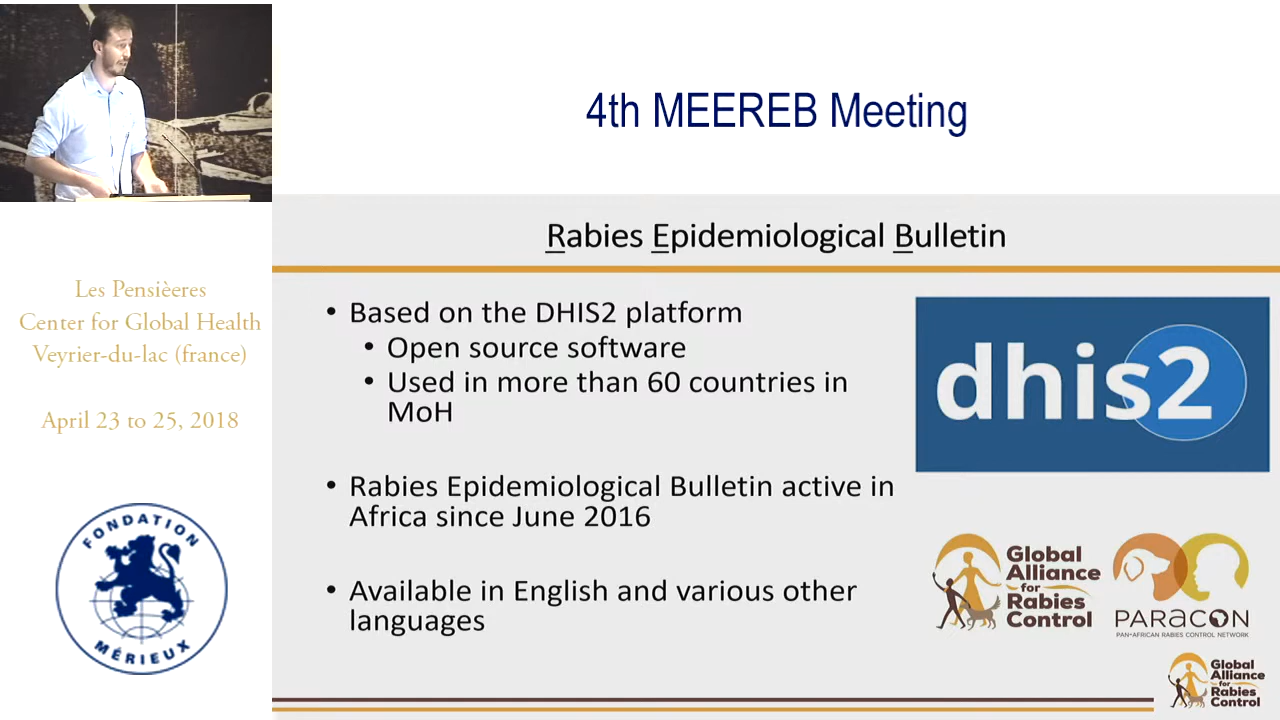 4th MEEREB Meeting
Les Pensièeres
Center for Global Health
Veyrier-du-lac (france)
April 23 to 25, 2018
FONDATION
MÉRIEUX
Rabies Epidemiological Bulletin
• Based on the DHIS2 platform
• Open source software
• Used in more than 60 countries in
MoH
• Rabies Epidemiological Bulletin active in
Africa since June 2016
• Available in English and various other
languages
dhis2
Global
Alliance
for
Rabies
Control
PARACON
PAN-AFRICAN RABIES CONTROL NETWORK
Global
Alliance
for
Rabies
Control